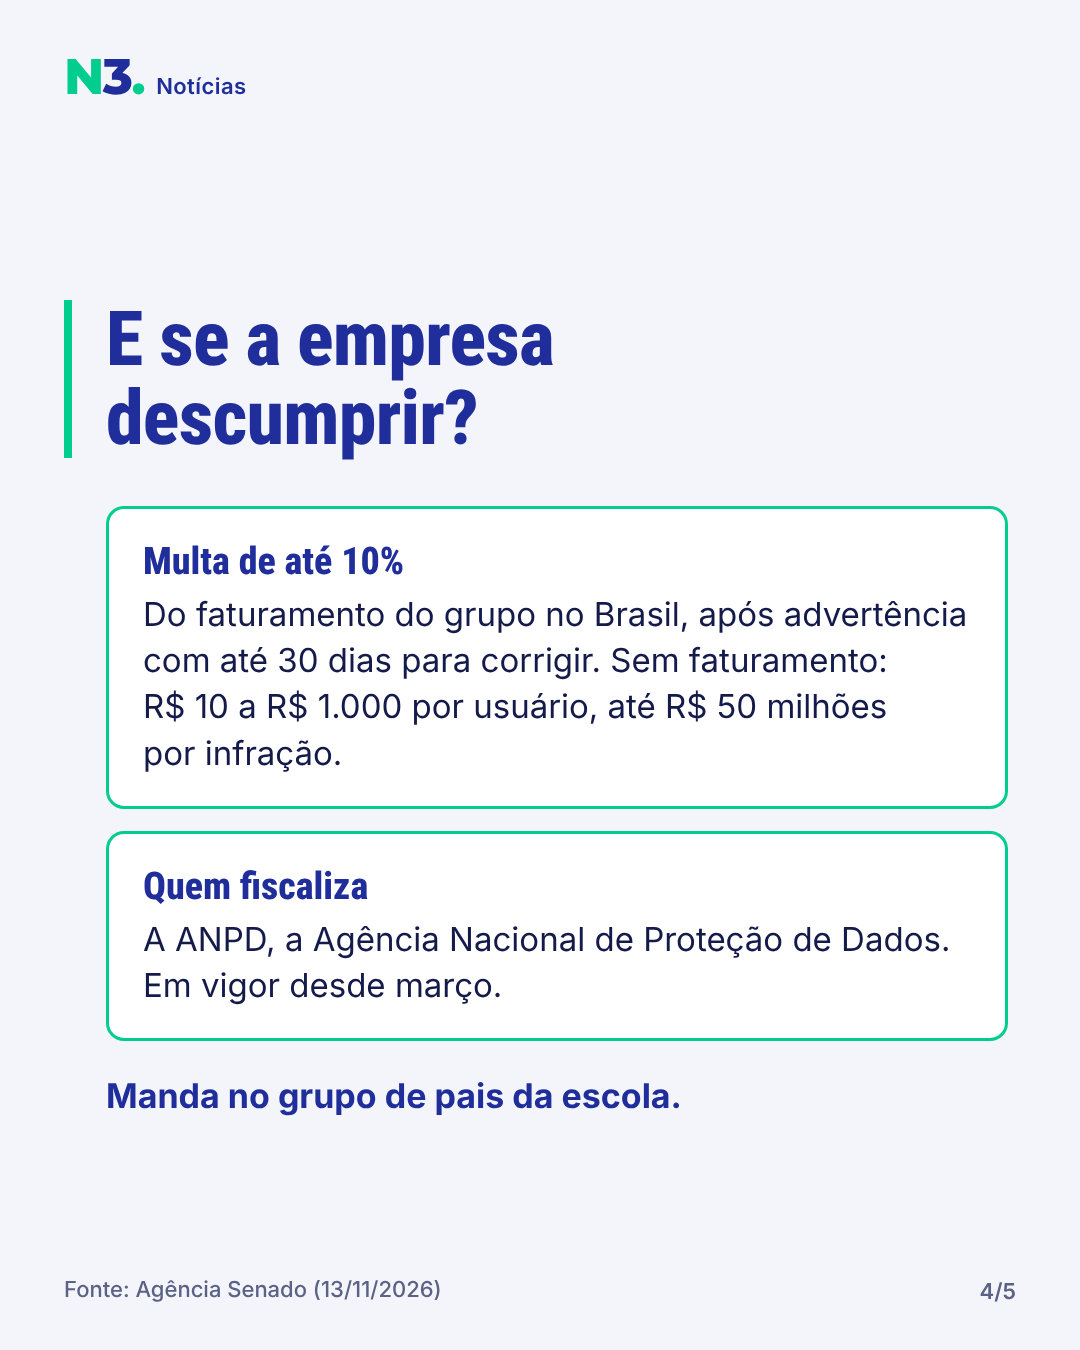 N3. Notícias
E se a empresa
descumprir?
Multa de até 10%
Do faturamento do grupo no Brasil, após advertência
com até 30 dias para corrigir. Sem faturamento:
R$ 10 a R$ 1.000 por usuário, até R$ 50 milhões
por infração.
Quem fiscaliza
A ANPD, a Agência Nacional de Proteção de Dados.
Em vigor desde março.
Manda no grupo de pais da escola.
Fonte: Agência Senado (13/11/2026)
4/5